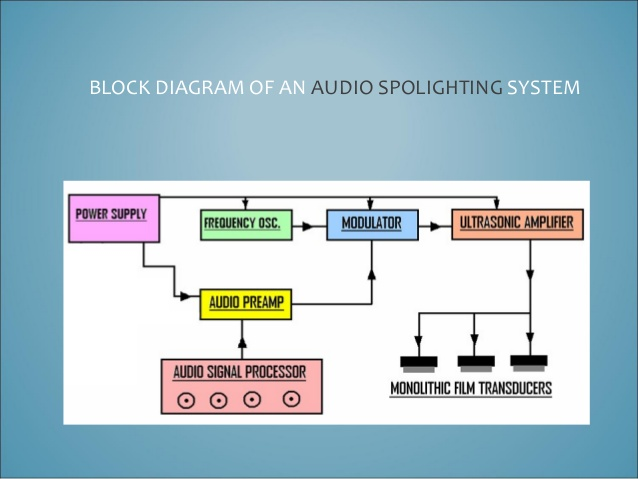 BLOCK DIAGRAM OF AN AUDIO SPOLIGHTING SYSTEM
POWER SUPPLY
FREQUENCY OSC.
MODULATOR
ULTRASONIC AMPLIFIER
AUDIO PREAMP
AUDIO SIGNAL PROCESSOR
MONOLITHIC FILM TRANSDUCERS